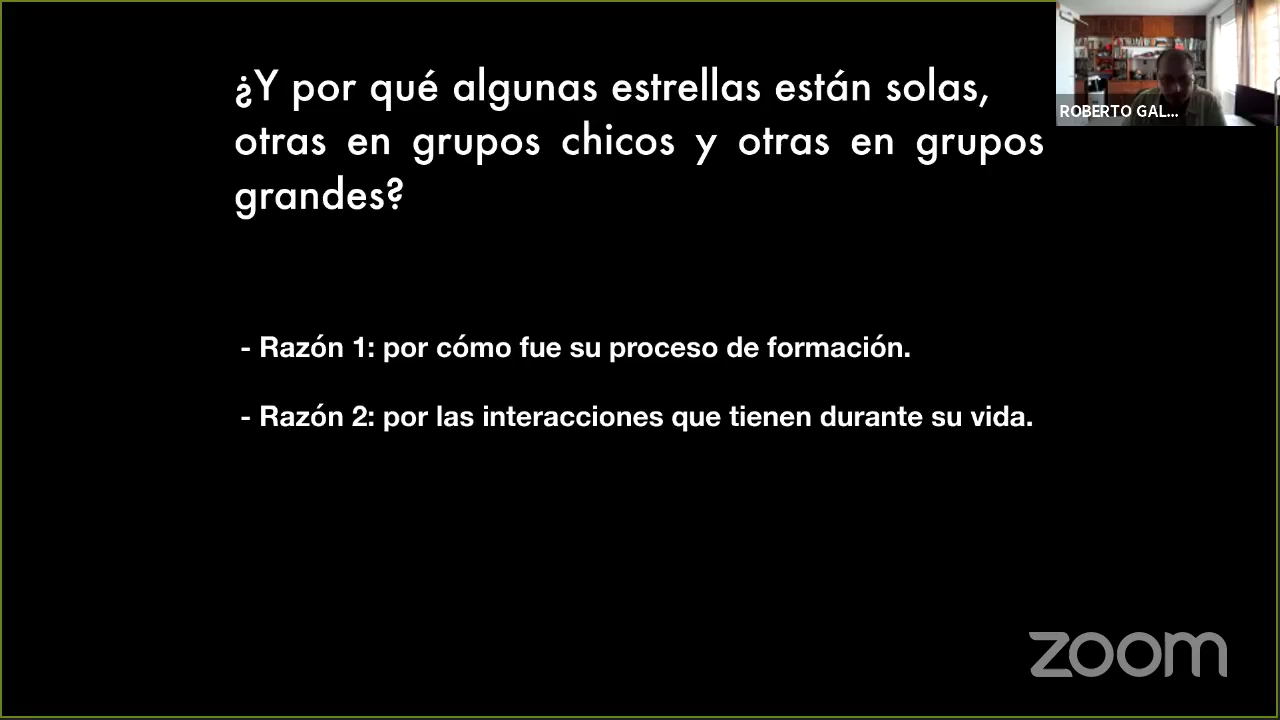 ¿Y por qué algunas estrellas están solas,
otras en grupos chicos y otras en grupos
grandes?
ROBERTO GAL...
- Razón 1: por cómo fue su proceso de formación.
- Razón 2: por las interacciones que tienen durante su vida.
zoom